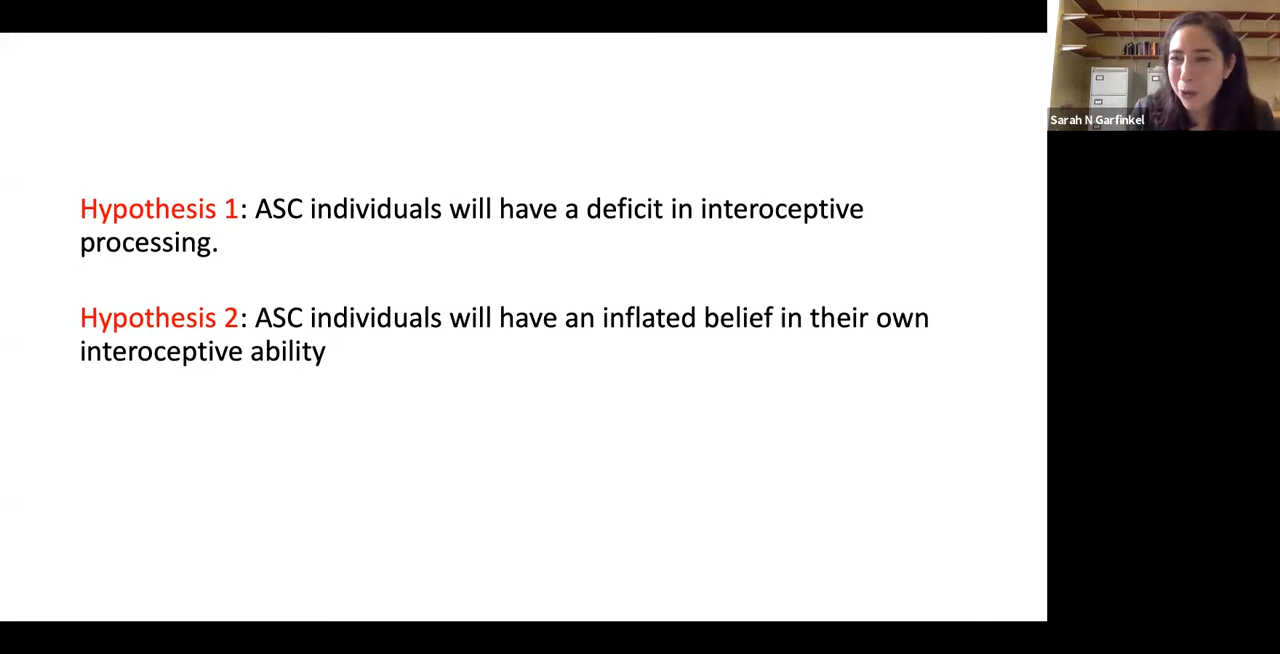 Hypothesis 1: ASC individuals will have a deficit in interoceptive
processing.
Hypothesis 2: ASC individuals will have an inflated belief in their own
interoceptive ability
Sarah N Garfinkel